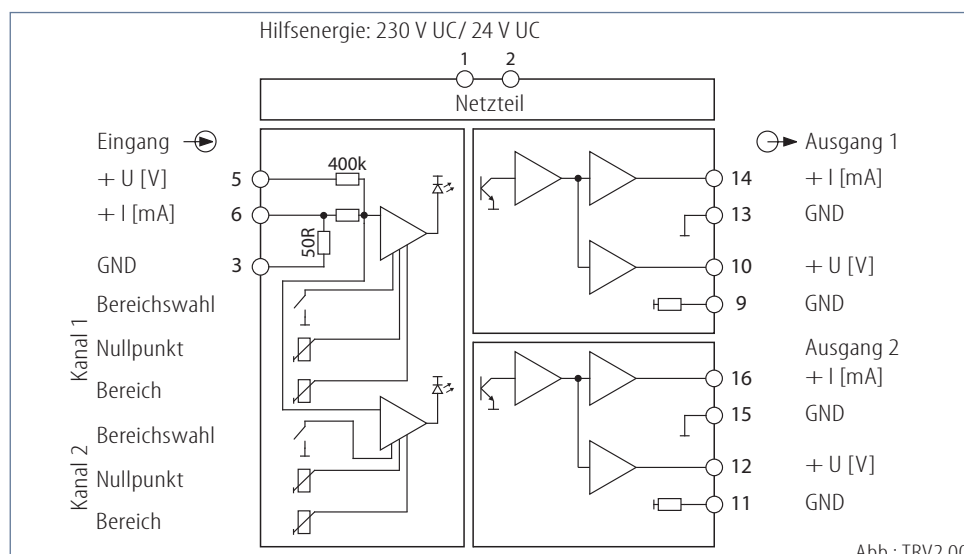 Hilfsenergie: 230 V UC/ 24 V UC
1 2
Netzteil
Eingang
+ U [V] 5
400k
+ I [mA] 6
50R
GND 3
Kanal 1
Bereichswahl
Nullpunkt
Bereich
Kanal 2
Bereichswahl
Nullpunkt
Bereich
Ausgang 1
14 + I [mA]
13 GND
10 + U [V]
9 GND
Ausgang 2
16 + I [mA]
15 GND
12 + U [V]
11 GND